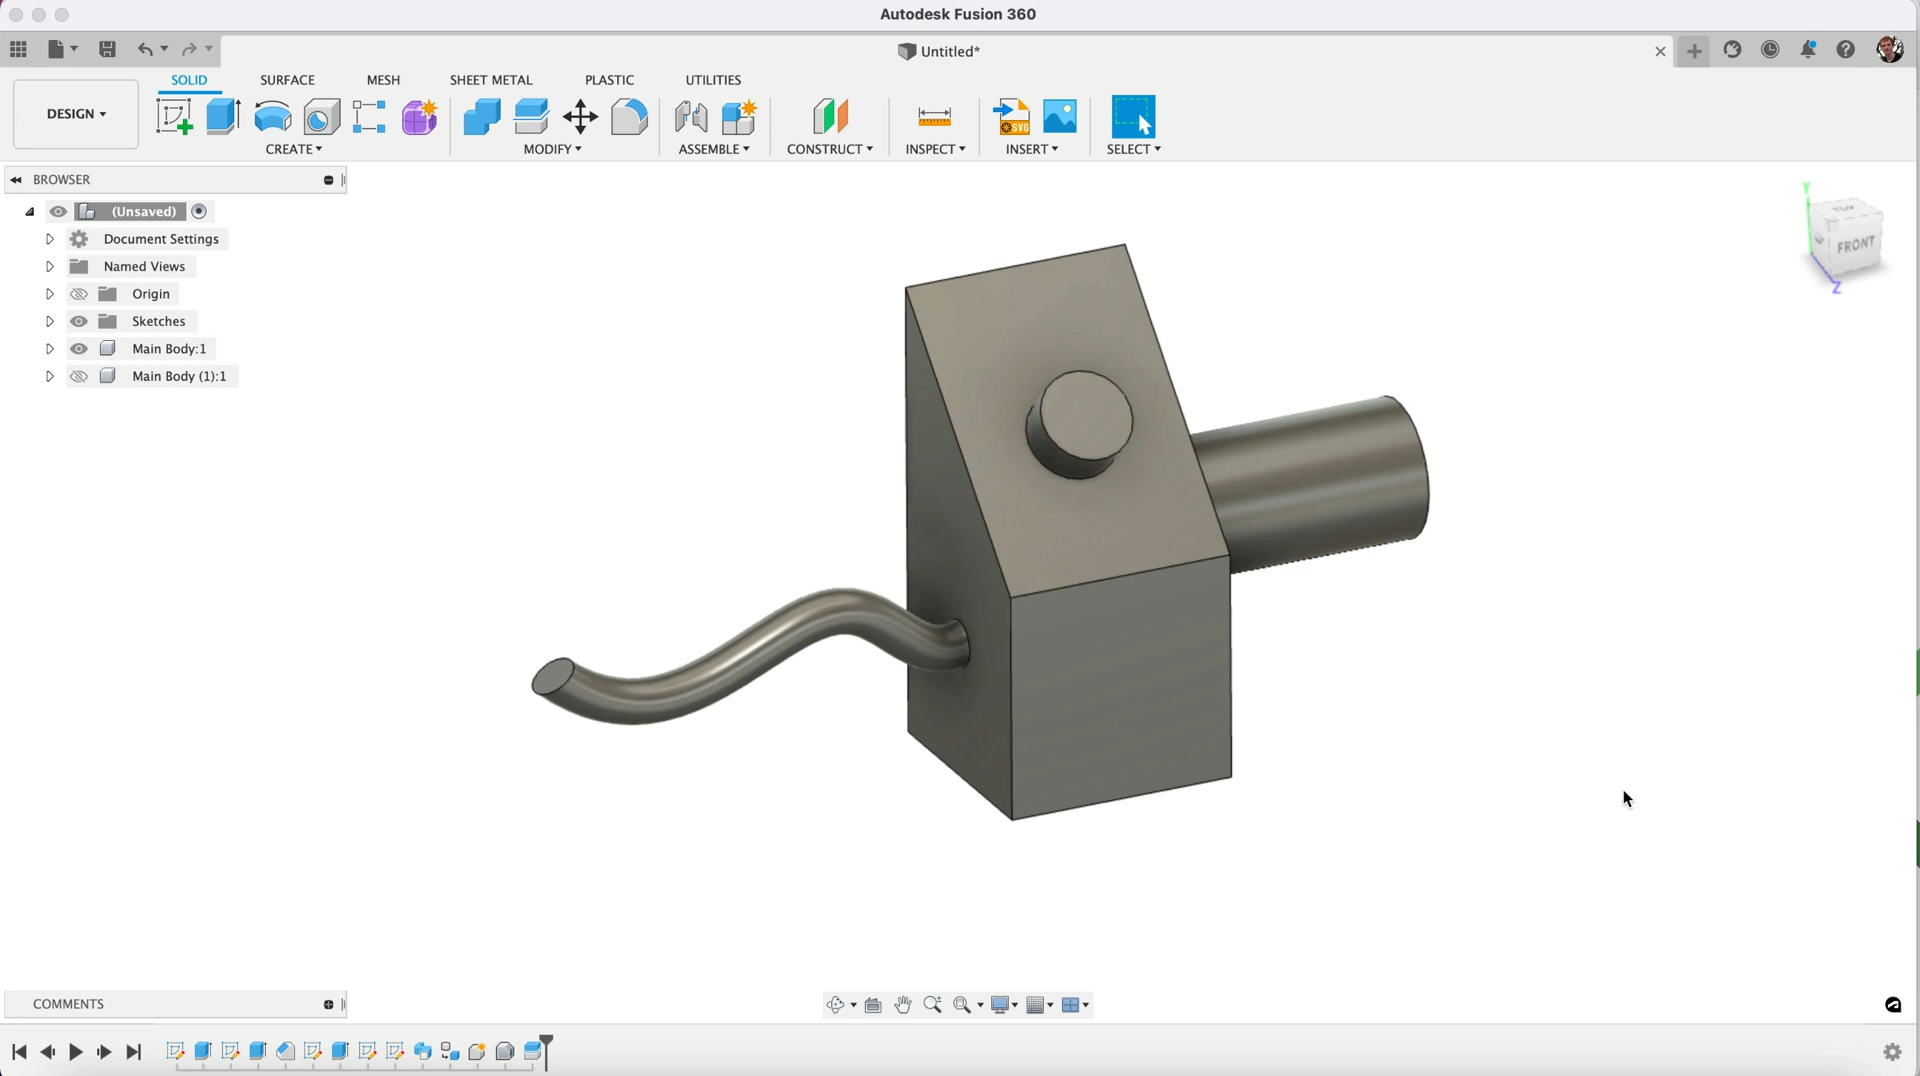 Autodesk Fusion 360
Untitled*
DESIGN
SOLID SURFACE MESH SHEET METAL PLASTIC UTILITIES
CREATE MODIFY ASSEMBLE CONSTRUCT INSPECT INSERT SELECT
SVG
BROWSER
(Unsaved)
Document Settings
Named Views
Origin
Sketches
Main Body:1
Main Body (1):1
Y
TOP
FRONT
Z
COMMENTS